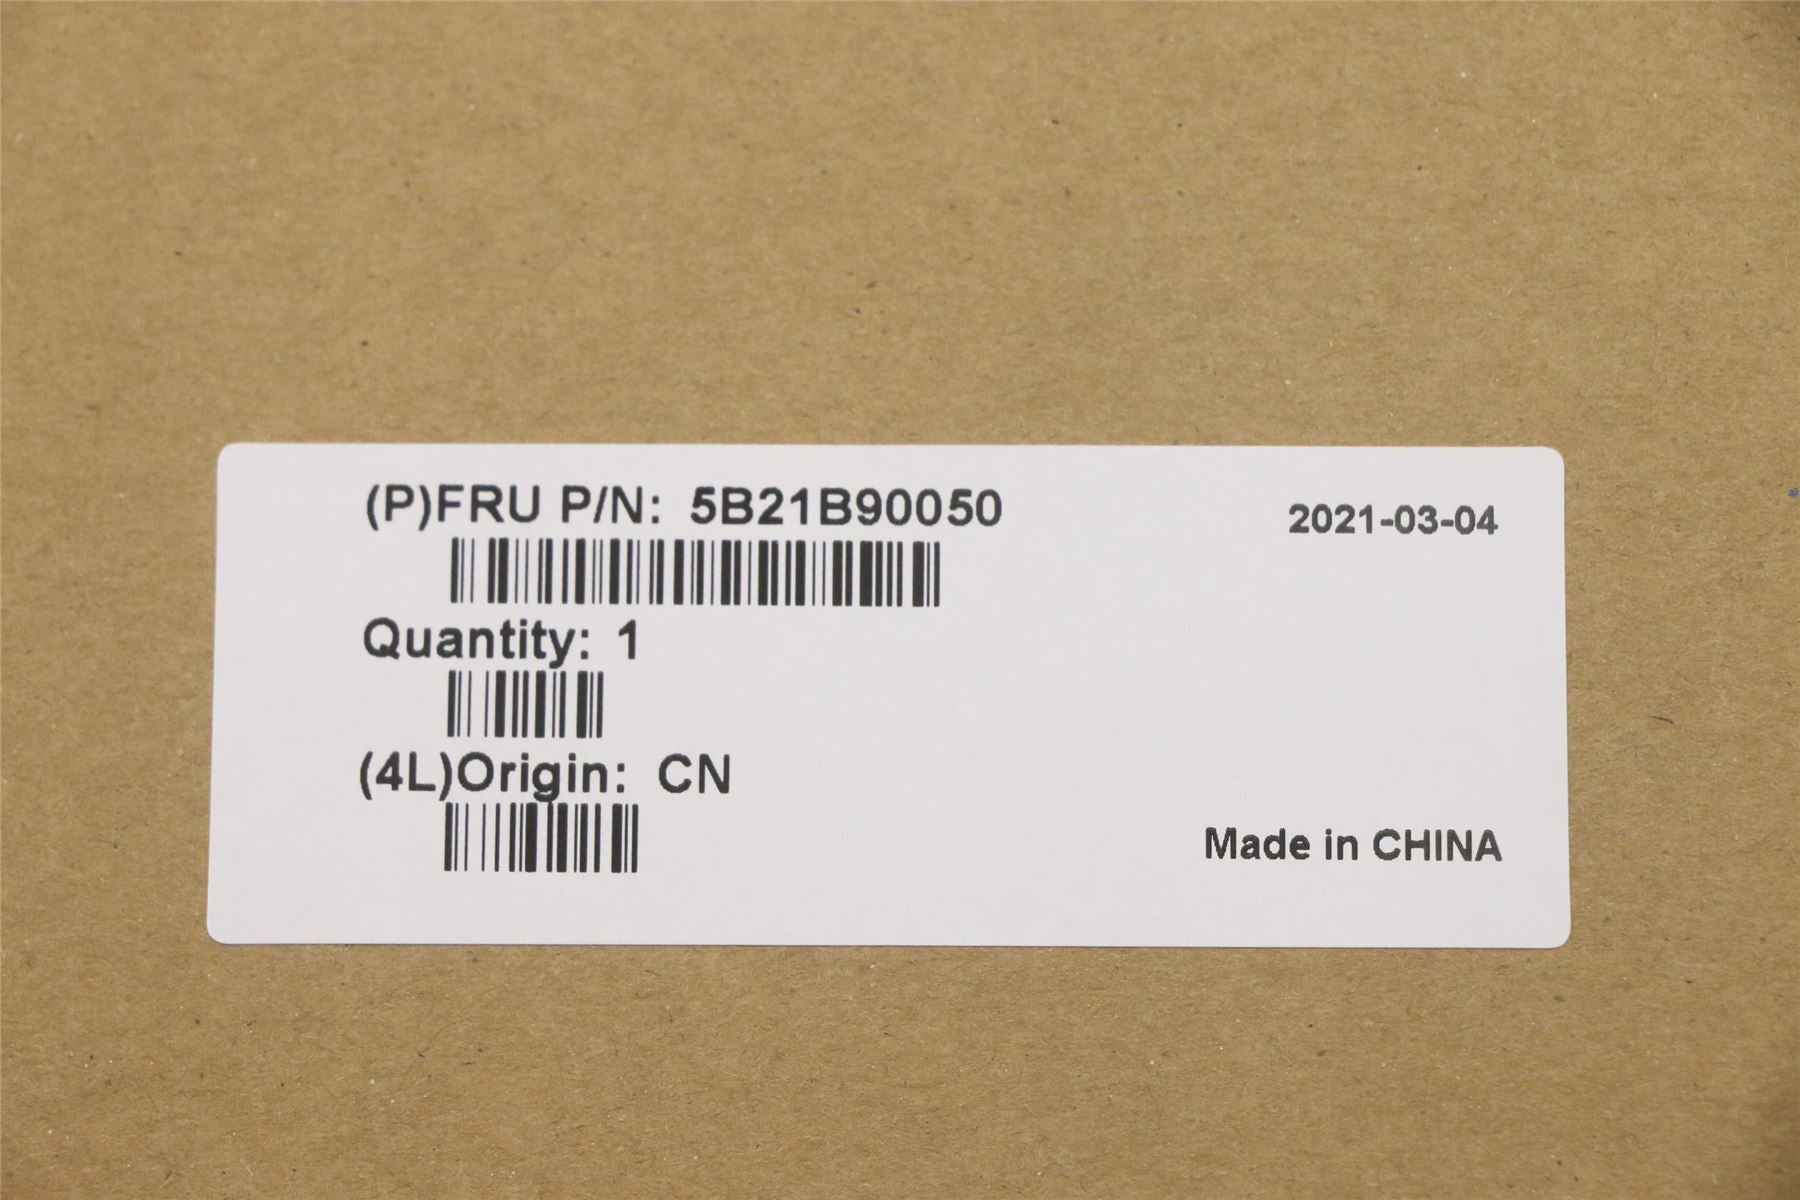 (P)FRU P/N: 5B21B90050
2021-03-04
Quantity: 1
(4L)Origin: CN
Made in CHINA